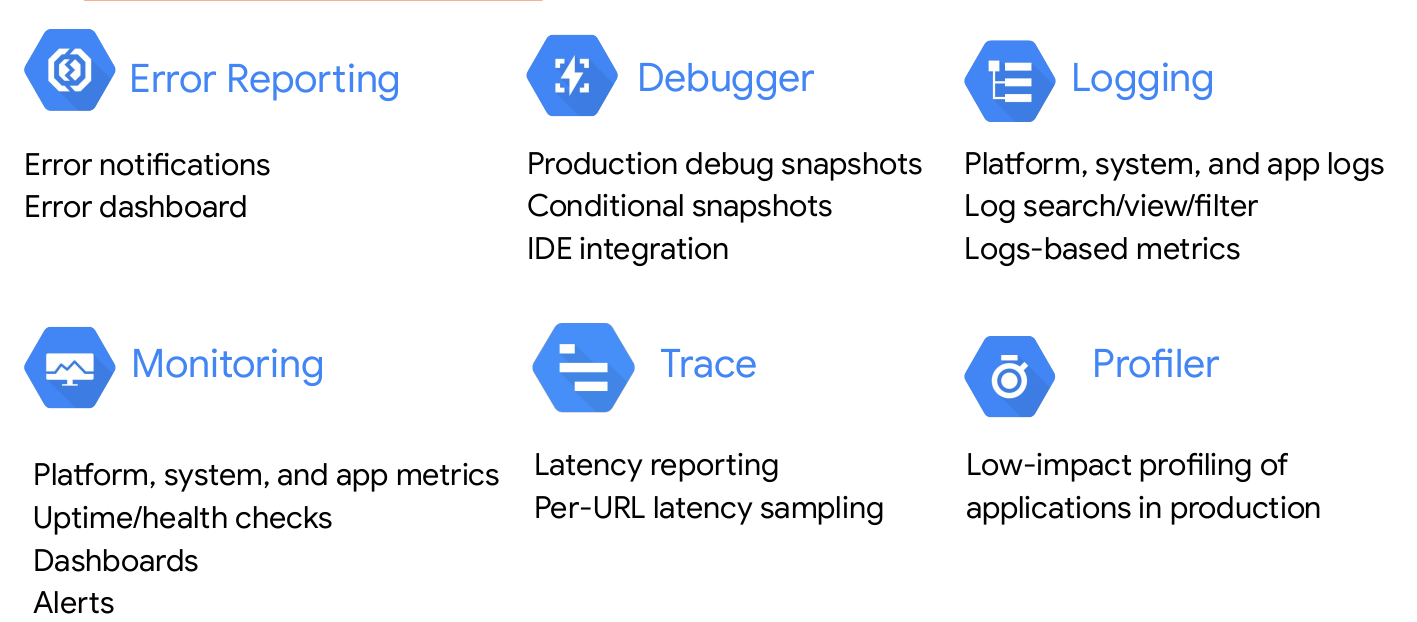 Error Reporting
Error notifications
Error dashboard
Debugger
Production debug snapshots
Conditional snapshots
IDE integration
Logging
Platform, system, and app logs
Log search/view/filter
Logs-based metrics
Monitoring
Platform, system, and app metrics
Uptime/health checks
Dashboards
Alerts
Trace
Latency reporting
Per-URL latency sampling
Profiler
Low-impact profiling of
applications in production